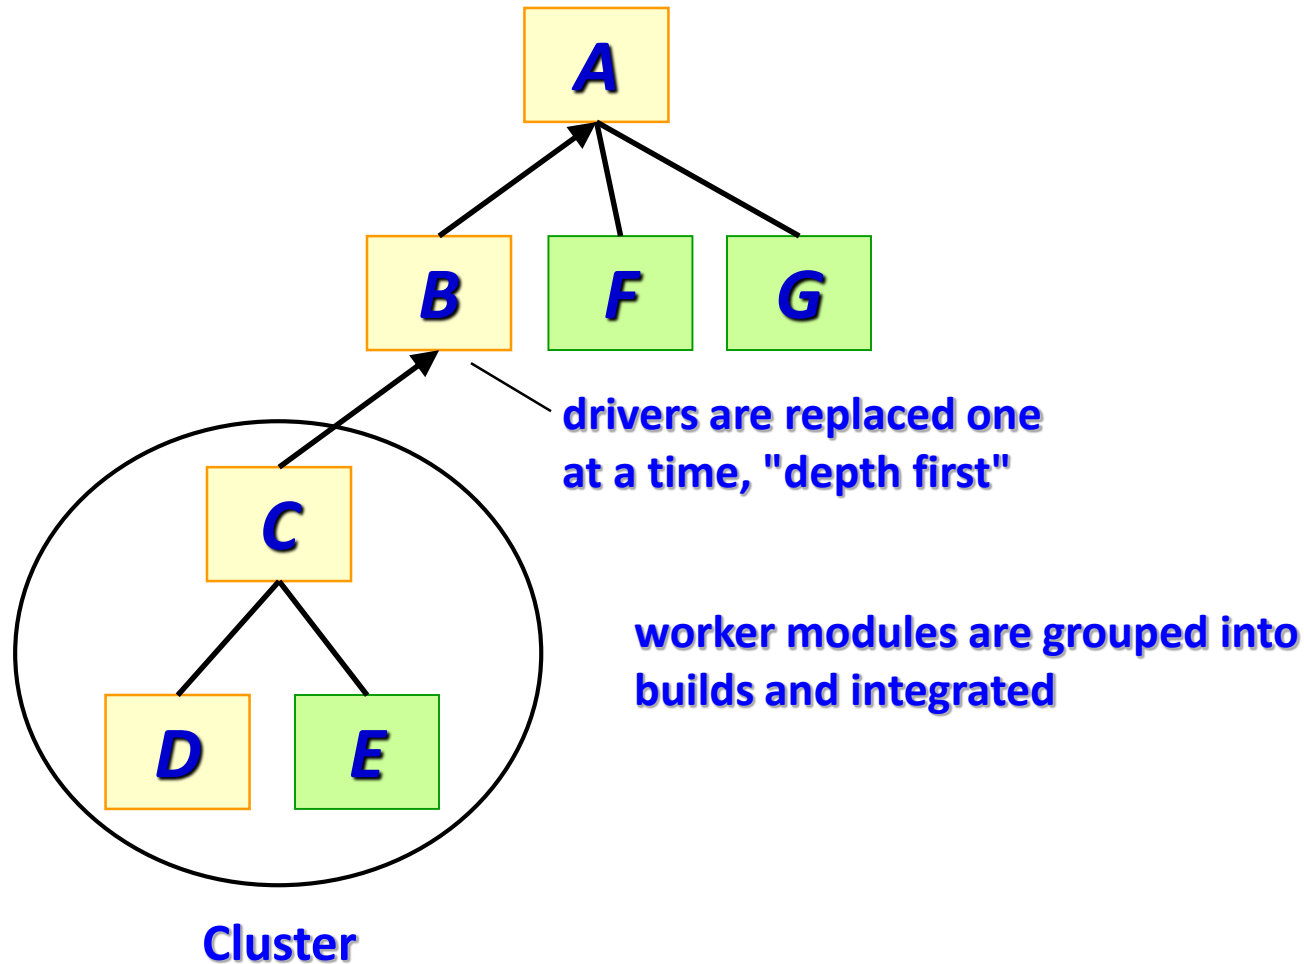 A
B
F
G
drivers are replaced one
at a time, "depth first"
C
worker modules are grouped into
builds and integrated
D
E
Cluster